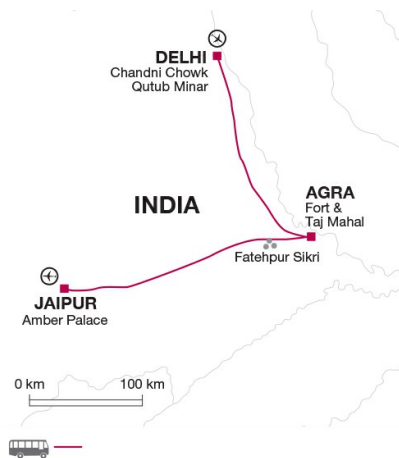 DELHI
Chandni Chowk
Qutub Minar
INDIA
AGRA
Fort &
Taj Mahal
Fatehpur Sikri
JAIPUR
Amber Palace
0 km 100 km